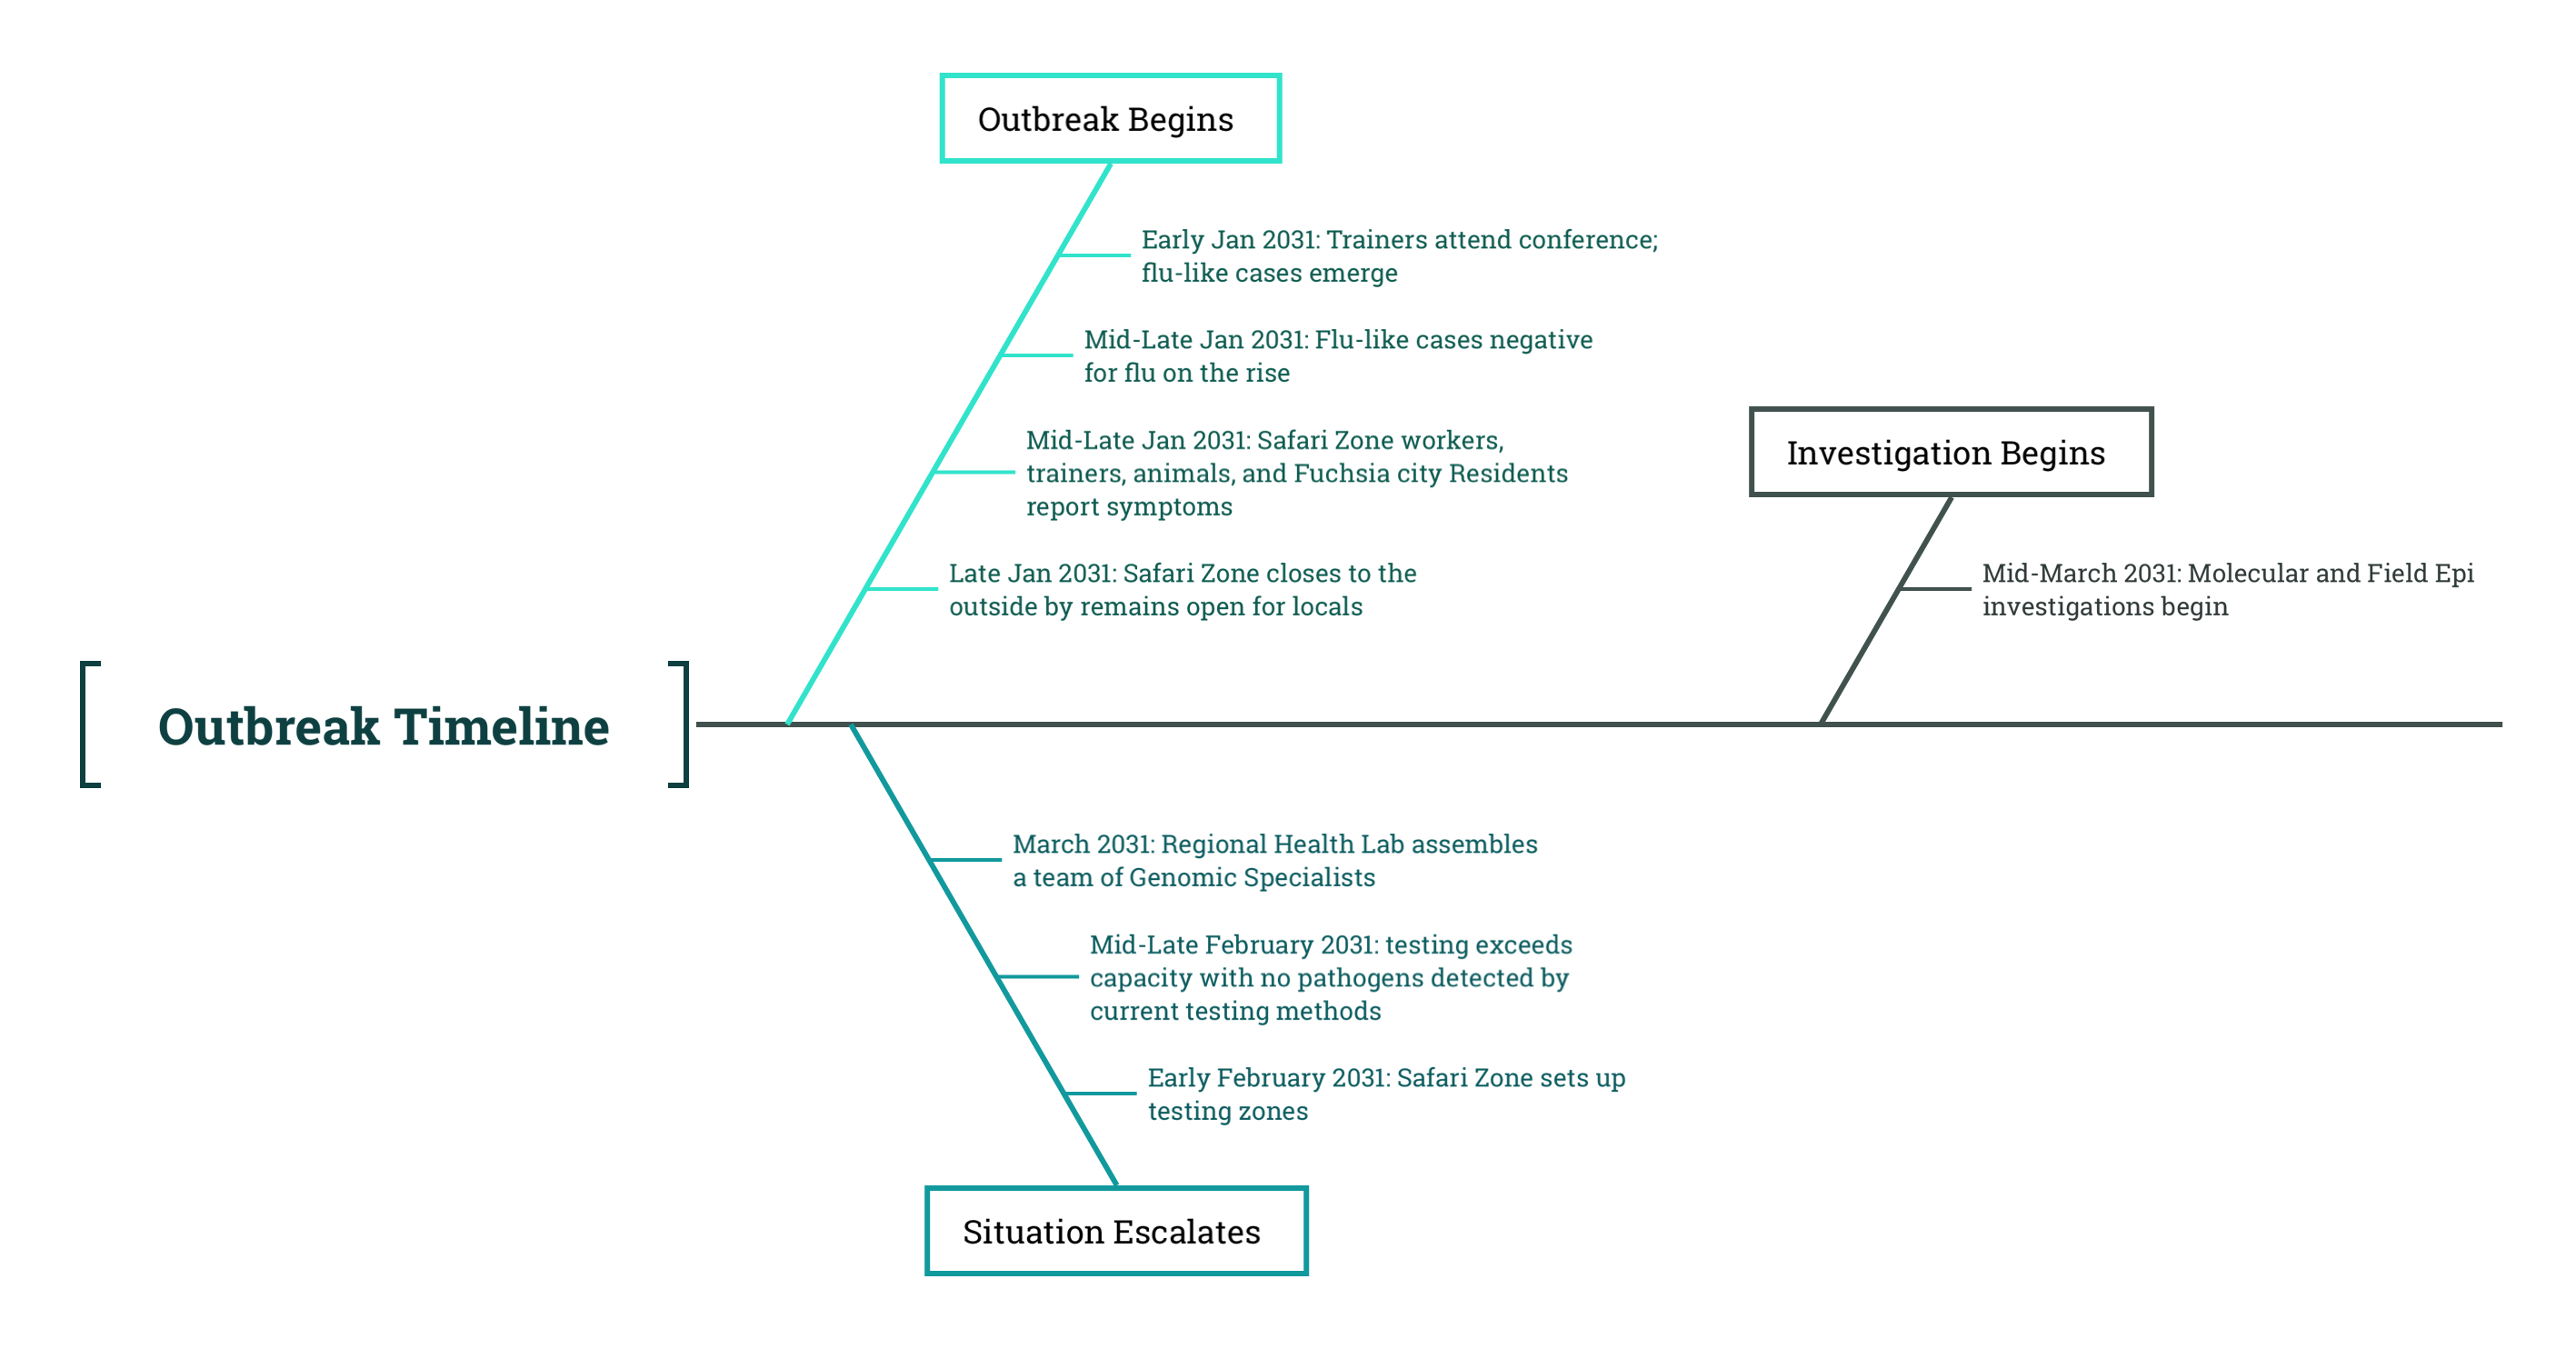 Outbreak Begins
Early Jan 2031: Trainers attend conference;
flu-like cases emerge
Mid-Late Jan 2031: Flu-like cases negative
for flu on the rise
Mid-Late Jan 2031: Safari Zone workers,
trainers, animals, and Fuchsia city Residents
report symptoms
Late Jan 2031: Safari Zone closes to the
outside by remains open for locals
Investigation Begins
Mid-March 2031: Molecular and Field Epi
investigations begin
Outbreak Timeline
March 2031: Regional Health Lab assembles
a team of Genomic Specialists
Mid-Late February 2031: testing exceeds
capacity with no pathogens detected by
current testing methods
Early February 2031: Safari Zone sets up
testing zones
Situation Escalates